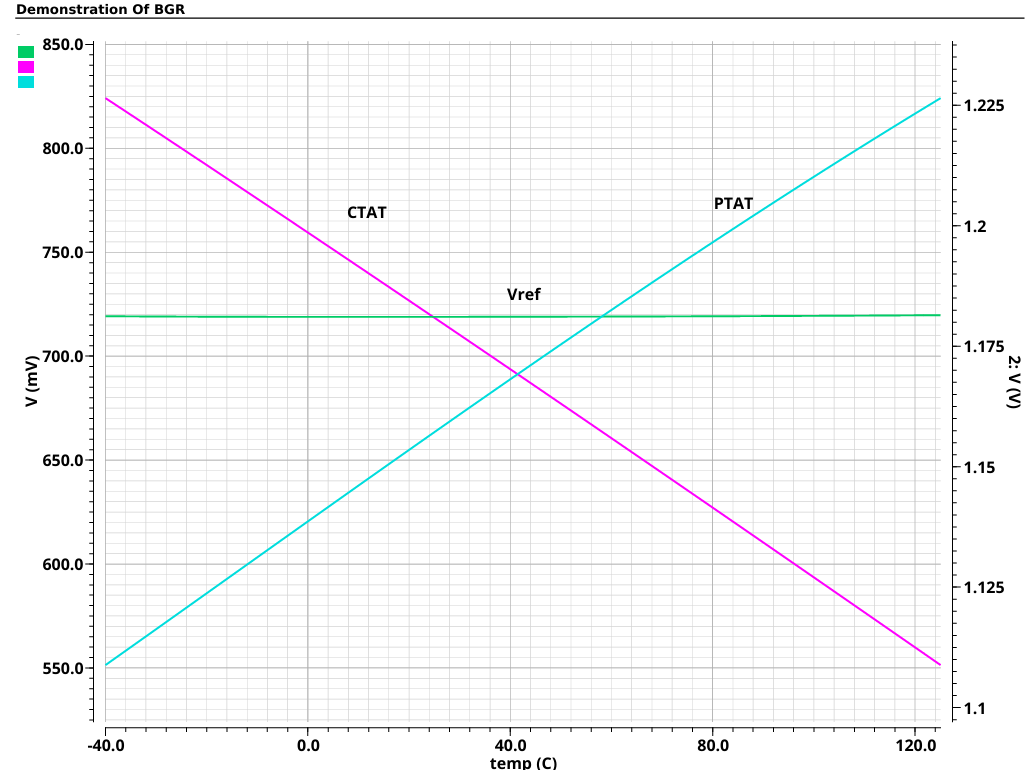 Demonstration Of BGR
850.0
800.0
750.0
700.0
650.0
600.0
550.0
V (mV)
CTAT
Vref
PTAT
1.225
1.2
1.175
1.15
1.125
1.1
2: V (V)
-40.0
0.0
40.0
80.0
120.0
temp (C)